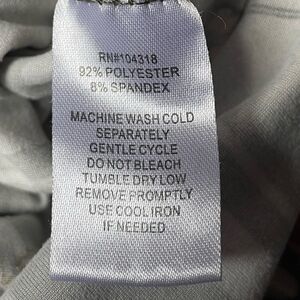 RN#104318
92% POLYESTER
8% SPANDEX
MACHINE WASH COLD
SEPARATELY
GENTLE CYCLE
DO NOT BLEACH
TUMBLE DRY LOW
REMOVE PROMPTLY
USE COOL IRON
IF NEEDED